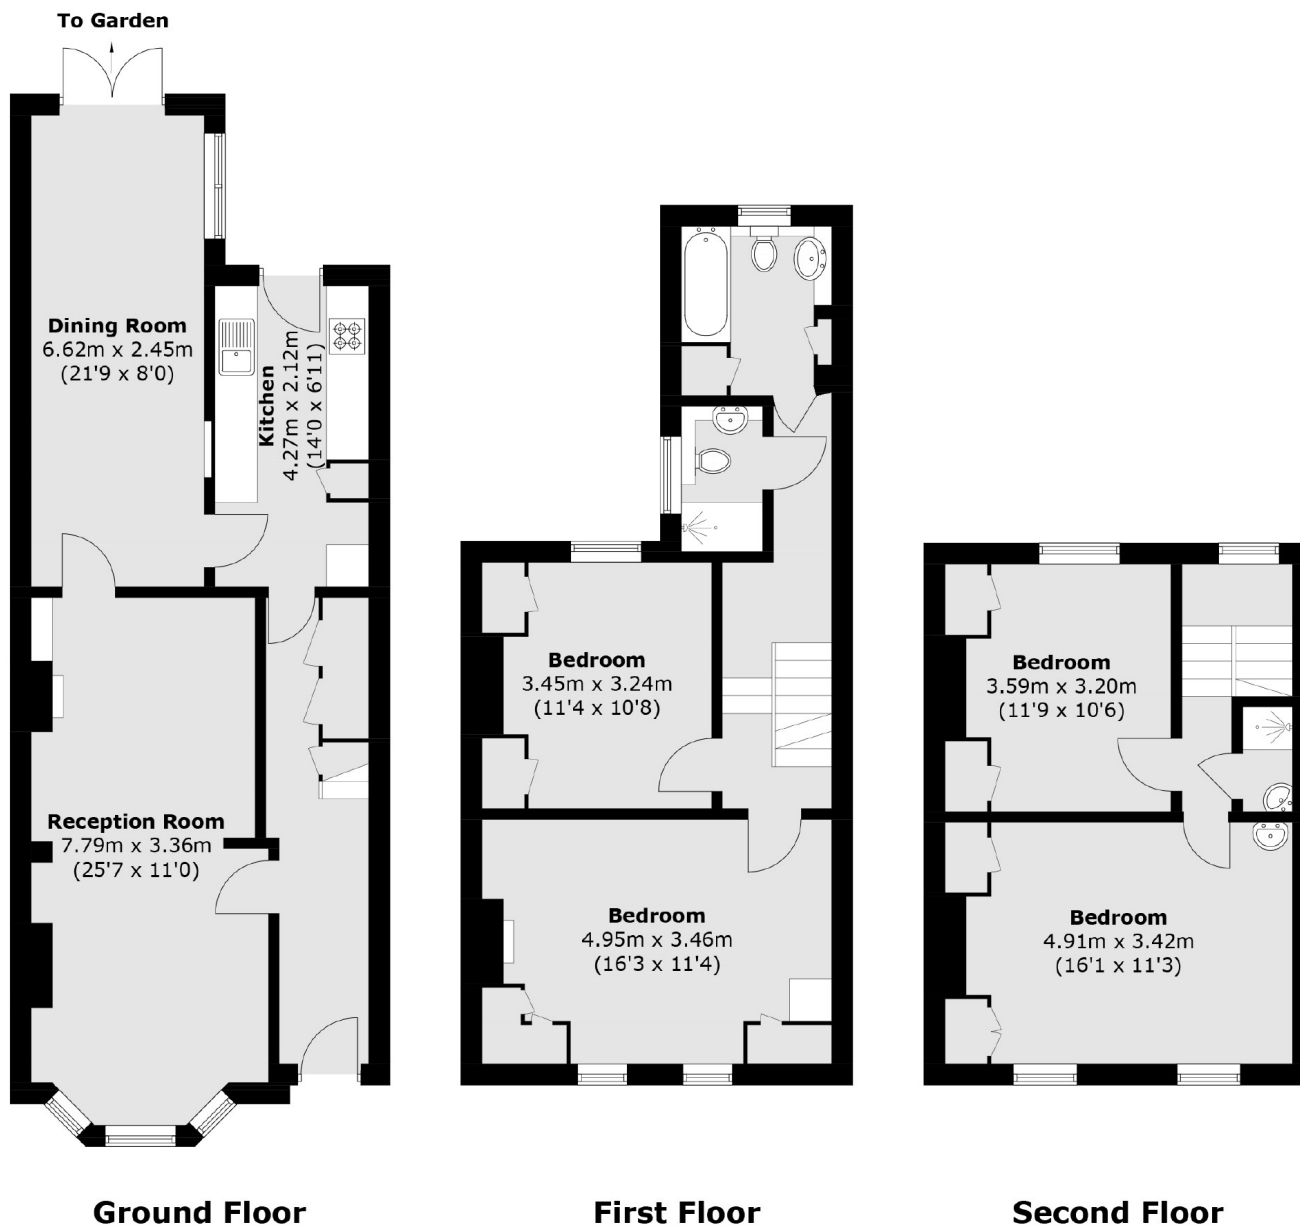 To Garden
Dining Room
6.62m x 2.45m
(21'9 x 8'0)
Kitchen
4.27m x 2.12m
(14'0 x 6'11)
Reception Room
7.79m x 3.36m
(25'7 x 11'0)
Ground Floor
Bedroom
3.45m x 3.24m
(11'4 x 10'8)
Bedroom
4.95m x 3.46m
(16'3 x 11'4)
First Floor
Bedroom
3.59m x 3.20m
(11'9 x 10'6)
Bedroom
4.91m x 3.42m
(16'1 x 11'3)
Second Floor